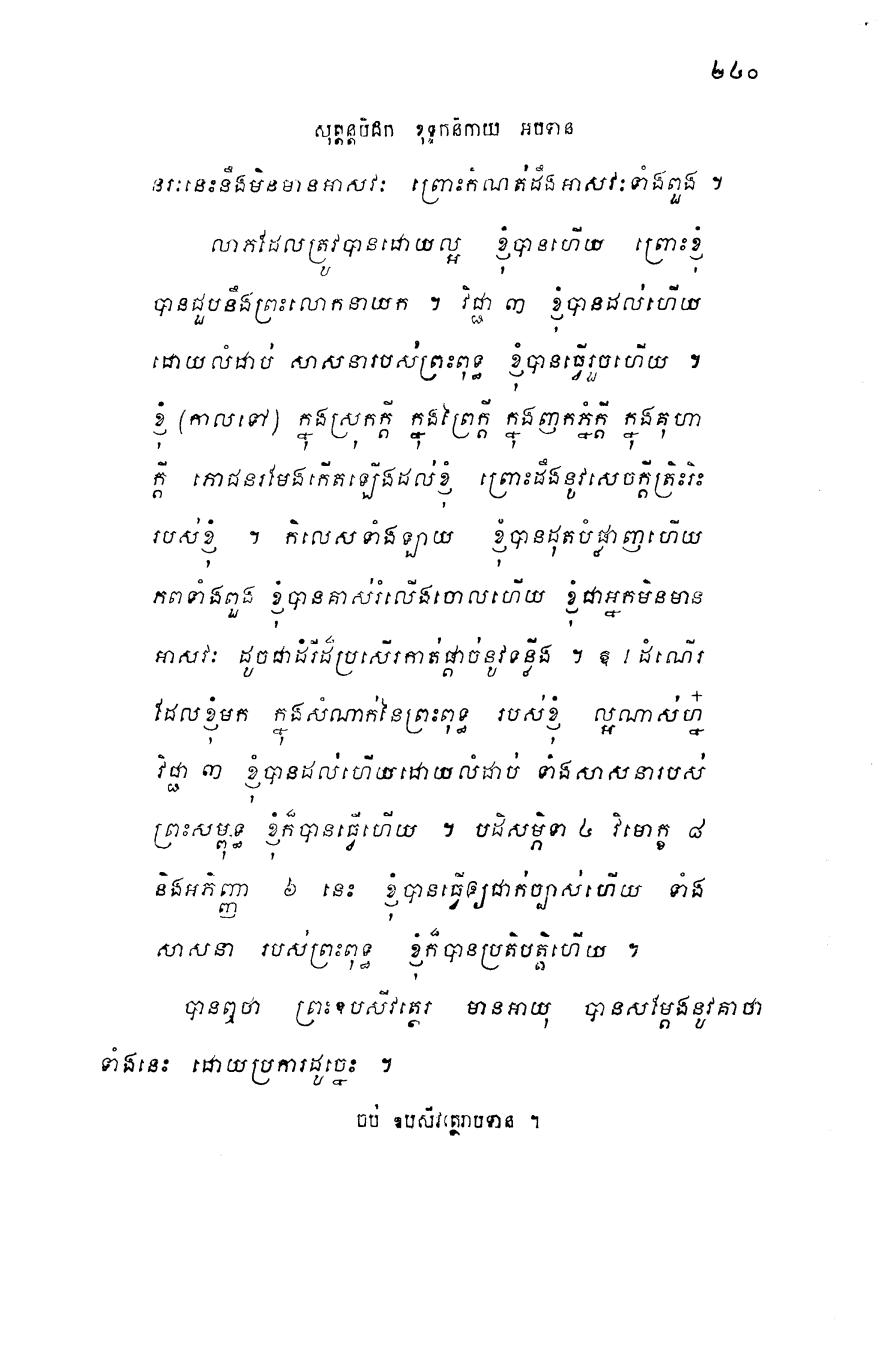 ២៤០
សុត្តន្តបិដក ខុទ្ទកនិកាយ អបទាន
នរៈនេះនឹងមិនមានអាសវៈ ព្រោះកំណត់ដឹងអាសវៈទាំងពួង ។
លាភដែលត្រូវបានដោយល្អ ខ្ញុំបានហើយ ព្រោះខ្ញុំ
បានជួបនឹងព្រះលោកនាយក ។ វិជ្ជា ៣ ខ្ញុំបានដល់ហើយ
ដោយលំដាប់ សាសនារបស់ព្រះពុទ្ធ ខ្ញុំបានធ្វើរួចហើយ ។
ខ្ញុំ (កាលទៅ) ក្នុងស្រុកក្តី ក្នុងព្រៃក្តី ក្នុងញកភ្នំក្តី ក្នុងគុហា
ក្តី ភោជនរមែងកើតឡើងដល់ខ្ញុំ ព្រោះដឹងនូវសេចក្តីត្រិះរិះ
របស់ខ្ញុំ ។ កិលេសទាំងឡាយ ខ្ញុំបានដុតបំផ្លាញហើយ
ភពទាំងពួង ខ្ញុំបានគាស់រំលើងចោលហើយ ខ្ញុំជាអ្នកមិនមាន
អាសវៈ ដូចជាដំរីដ៏ប្រសើរកាត់ផ្តាច់នូវទន្លីង ។ ឱ ! ដំណើរ
ដែលខ្ញុំមក ក្នុងសំណាក់នៃព្រះពុទ្ធ របស់ខ្ញុំ ល្អណាស់ហ្ន៎
វិជ្ជា ៣ ខ្ញុំបានដល់ហើយដោយលំដាប់ ទាំងសាសនារបស់
ព្រះសម្ពុទ្ធ ខ្ញុំក៏បានធ្វើហើយ ។ បដិសម្ភិទា ៤ វិមោក្ខ ៨
និងអភិញ្ញា ៦ នេះ ខ្ញុំបានធ្វើឲ្យជាក់ច្បាស់ហើយ ទាំង
សាសនា របស់ព្រះពុទ្ធ ខ្ញុំក៏បានប្រតិបត្តិហើយ ។
បានឮថា ព្រះឧបសីវត្ថេរ មានអាយុ បានសម្តែងនូវគាថា
ទាំងនេះ ដោយប្រការដូច្នេះ ។
ចប់ ឧបសីវត្ថេរាបទាន ។